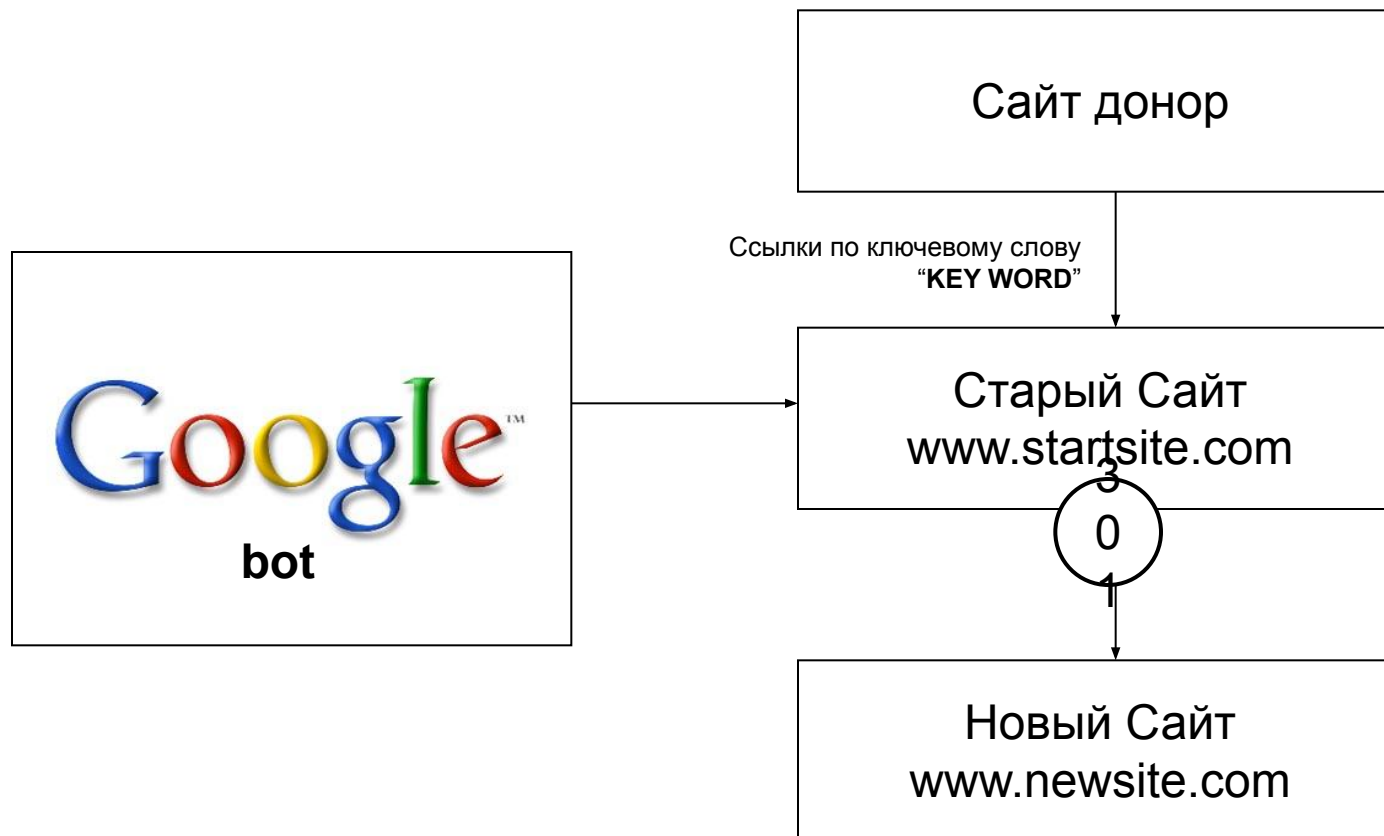 Сайт донор
Ссылки по ключевому слову
“KEY WORD”
Google™
bot
Старый Сайт
www.startsite.com
3
0
1
Новый Сайт
www.newsite.com